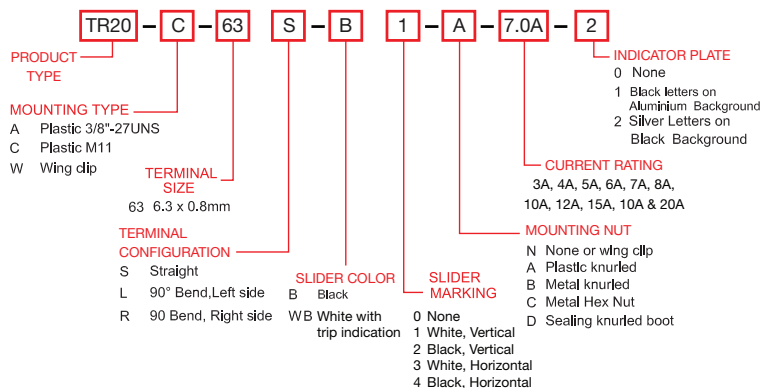 TR20 – C – 63 S – B 1 – A – 7.0A – 2
PRODUCT
TYPE
MOUNTING TYPE
A Plastic 3/8"-27UNS
C Plastic M11
W Wing clip
TERMINAL
SIZE
63 6.3 x 0.8mm
TERMINAL
CONFIGURATION
S Straight
L 90° Bend,Left side
R 90 Bend, Right side
SLIDER COLOR
B Black
WB White with
trip indication
SLIDER
MARKING
0 None
1 White, Vertical
2 Black, Vertical
3 White, Horizontal
4 Black, Horizontal
MOUNTING NUT
N None or wing clip
A Plastic knurled
B Metal knurled
C Metal Hex Nut
D Sealing knurled boot
CURRENT RATING
3A, 4A, 5A, 6A, 7A, 8A,
10A, 12A, 15A, 10A & 20A
INDICATOR PLATE
0 None
1 Black letters on
Aluminium Background
2 Silver Letters on
Black Background